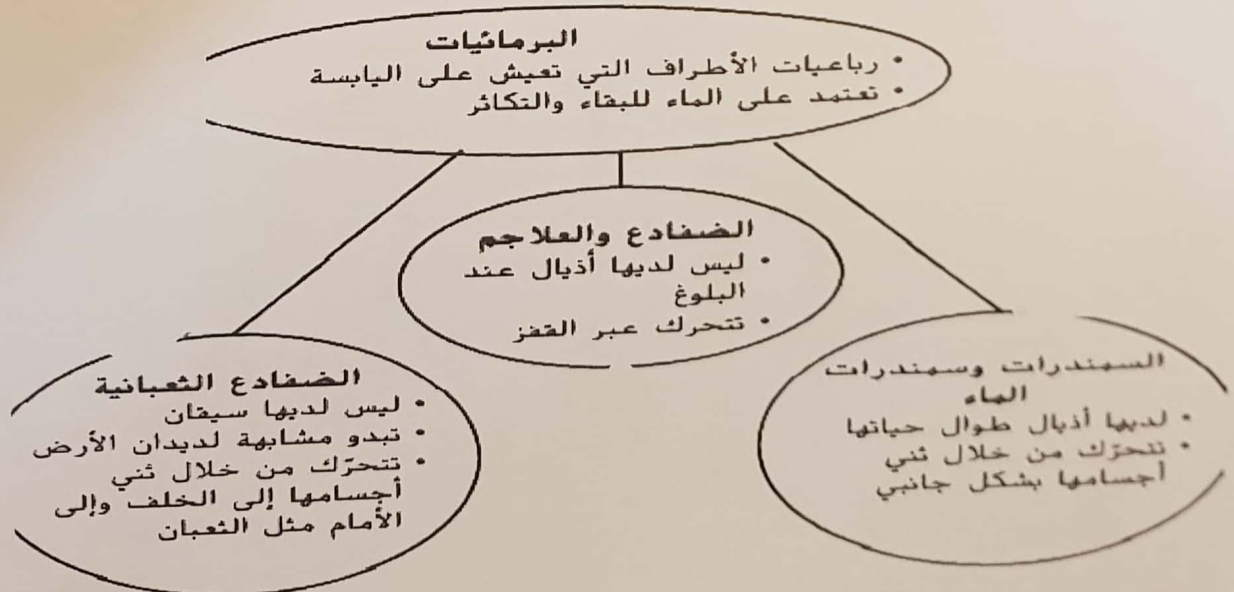 البرمائيات
• رباعيات الأطراف التي تعيش على اليابسة
• تعتمد على الماء للبقاء والتكاثر
الضفادع والعلاجم
• ليس لديها أذيال عند
البلوغ
• تتحرك عبر القفز
الضفادع الثعبانية
• ليس لديها سيقان
• تبدو مشابهة لديدان الأرض
• تتحرّك من خلال ثني
أجسامها إلى الخلف وإلى
الأمام مثل الثعبان
السمندرات وسمندرات
الماء
• لديها أذيال طوال حياتها
• تتحرّك من خلال ثني
أجسامها بشكل جانبي